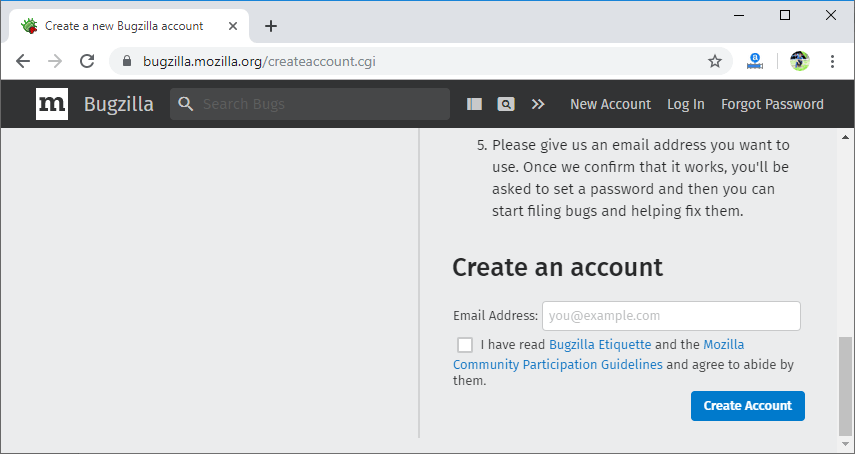 Create a new Bugzilla account
bugzilla.mozilla.org/createaccount.cgi
m Bugzilla Search Bugs New Account Log In Forgot Password
5. Please give us an email address you want to
use. Once we confirm that it works, you'll be
asked to set a password and then you can
start filing bugs and helping fix them.
Create an account
Email Address: you@example.com
I have read Bugzilla Etiquette and the Mozilla
Community Participation Guidelines and agree to abide by
them.
Create Account